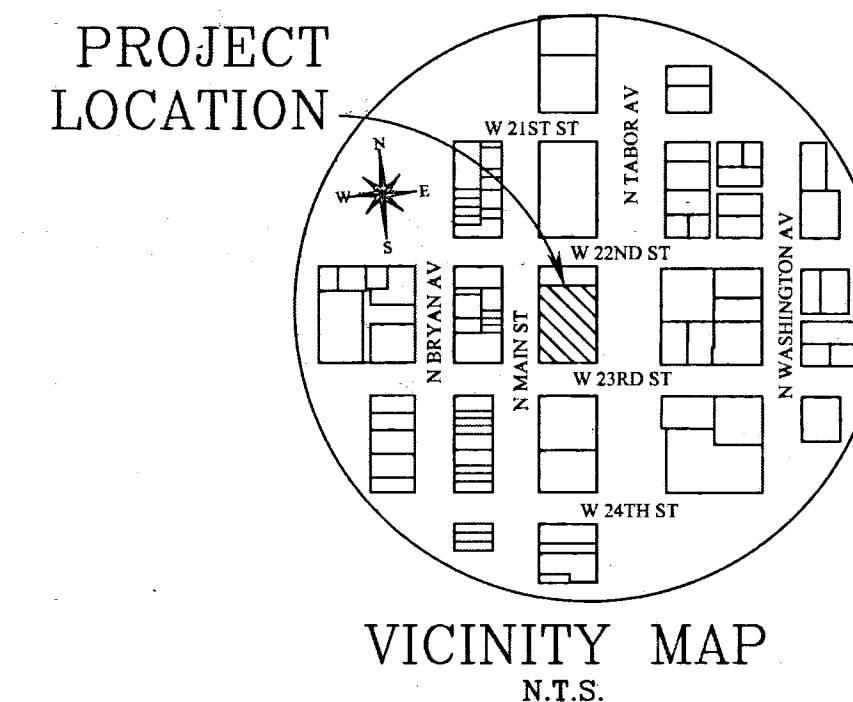 PROJECT
LOCATION
N
W
E
S
W 21ST ST
N TABOR AV
W 22ND ST
N BRYAN AV
N MAIN ST
N WASHINGTON AV
W 23RD ST
W 24TH ST
VICINITY MAP
N.T.S.